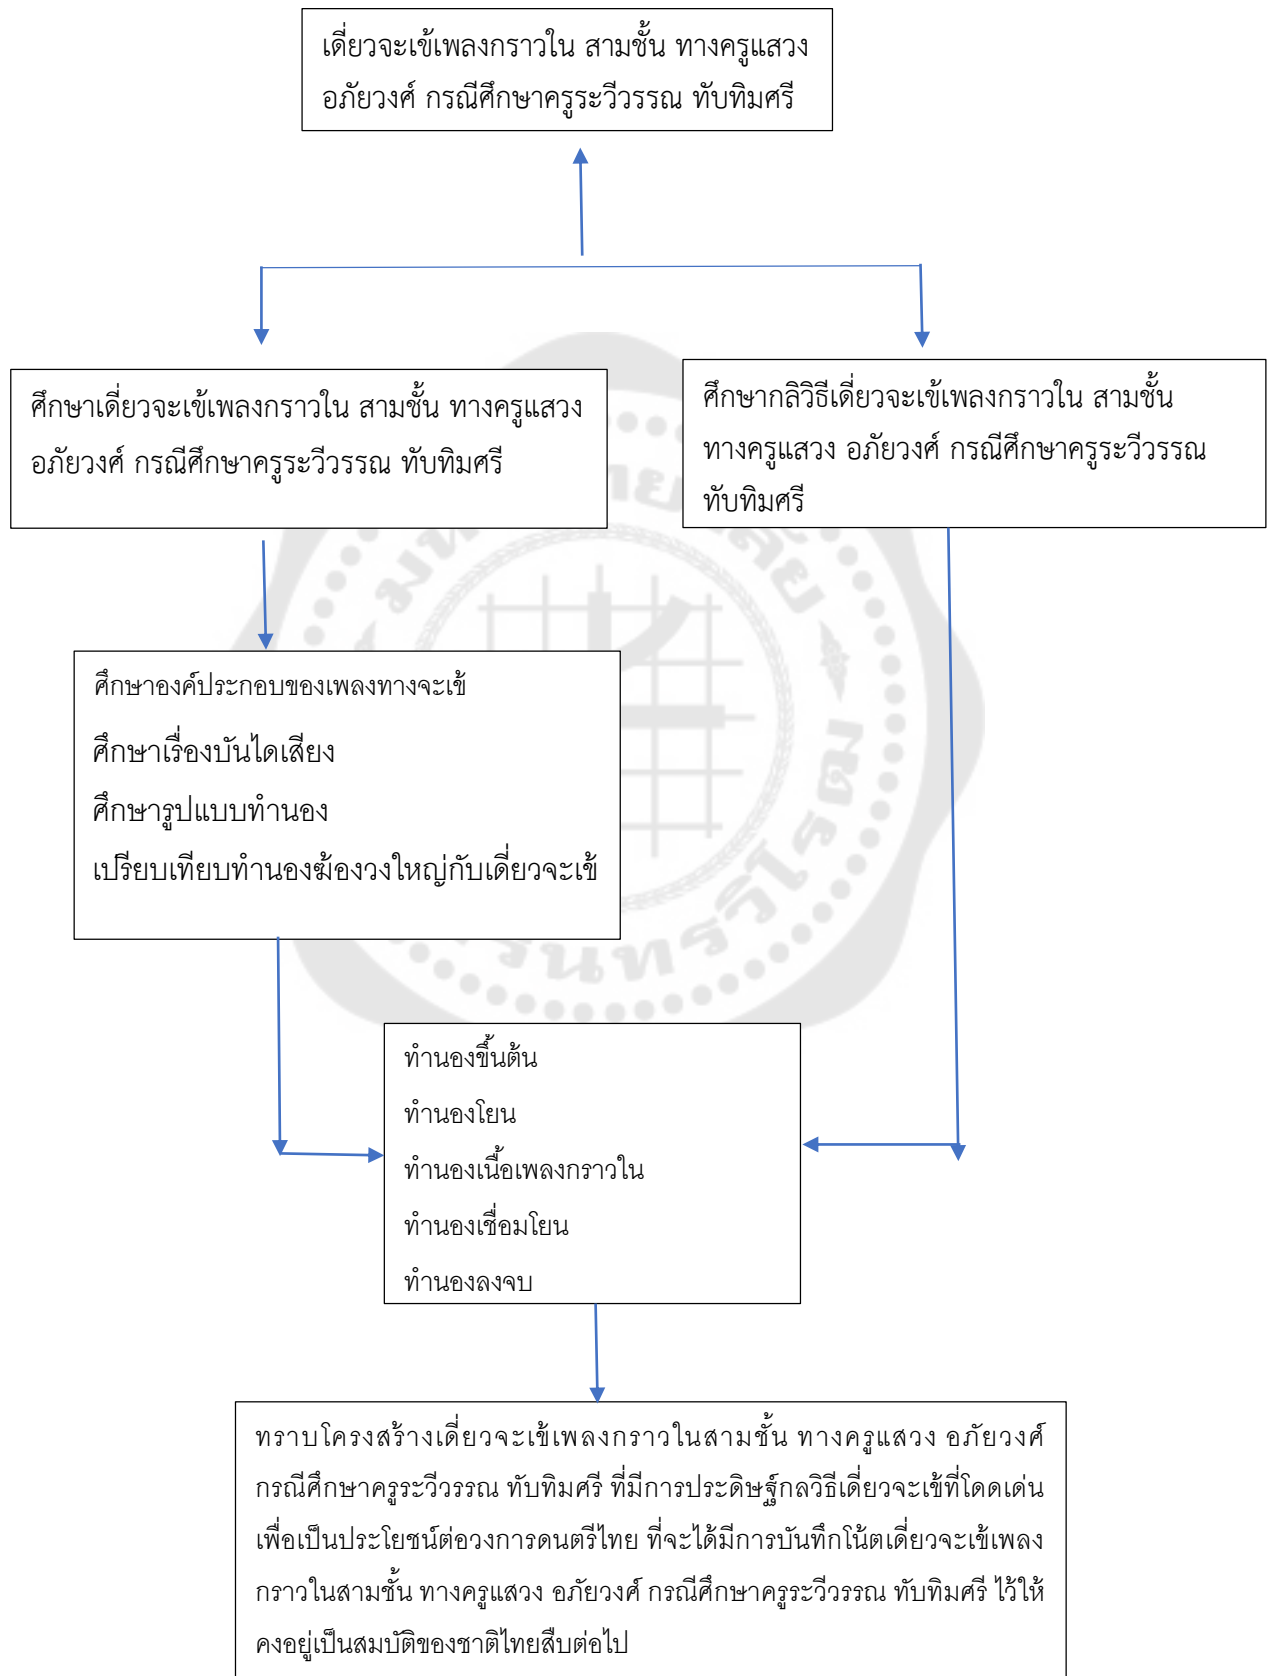 เดี่ยวจะเข้เพลงกราวใน สามชั้น ทางครูแสวง
อภัยวงศ์ กรณีศึกษาครูระวีวรรณ ทับทิมศรี
ศึกษาเดี่ยวจะเข้เพลงกราวใน สามชั้น ทางครูแสวง
อภัยวงศ์ กรณีศึกษาครูระวีวรรณ ทับทิมศรี
ศึกษากลิวิธีเดี่ยวจะเข้เพลงกราวใน สามชั้น
ทางครูแสวง อภัยวงศ์ กรณีศึกษาครูระวีวรรณ
ทับทิมศรี
ศึกษาองค์ประกอบของเพลงทางจะเข้
ศึกษาเรื่องบันไดเสียง
ศึกษารูปแบบทำนอง
เปรียบเทียบทำนองฆ้องวงใหญ่กับเดี่ยวจะเข้
ทำนองขึ้นต้น
ทำนองโยน
ทำนองเนื้อเพลงกราวใน
ทำนองเชื่อมโยน
ทำนองลงจบ
ทราบโครงสร้างเดี่ยวจะเข้เพลงกราวในสามชั้น ทางครูแสวง อภัยวงศ์
กรณีศึกษาครูระวีวรรณ ทับทิมศรี ที่มีการประดิษฐ์กลวิธีเดี่ยวจะเข้ที่โดดเด่น
เพื่อเป็นประโยชน์ต่อวงการดนตรีไทย ที่จะได้มีการบันทึกโน้ตเดี่ยวจะเข้เพลง
กราวในสามชั้น ทางครูแสวง อภัยวงศ์ กรณีศึกษาครูระวีวรรณ ทับทิมศรี ไว้ให้
คงอยู่เป็นสมบัติของชาติไทยสืบต่อไป